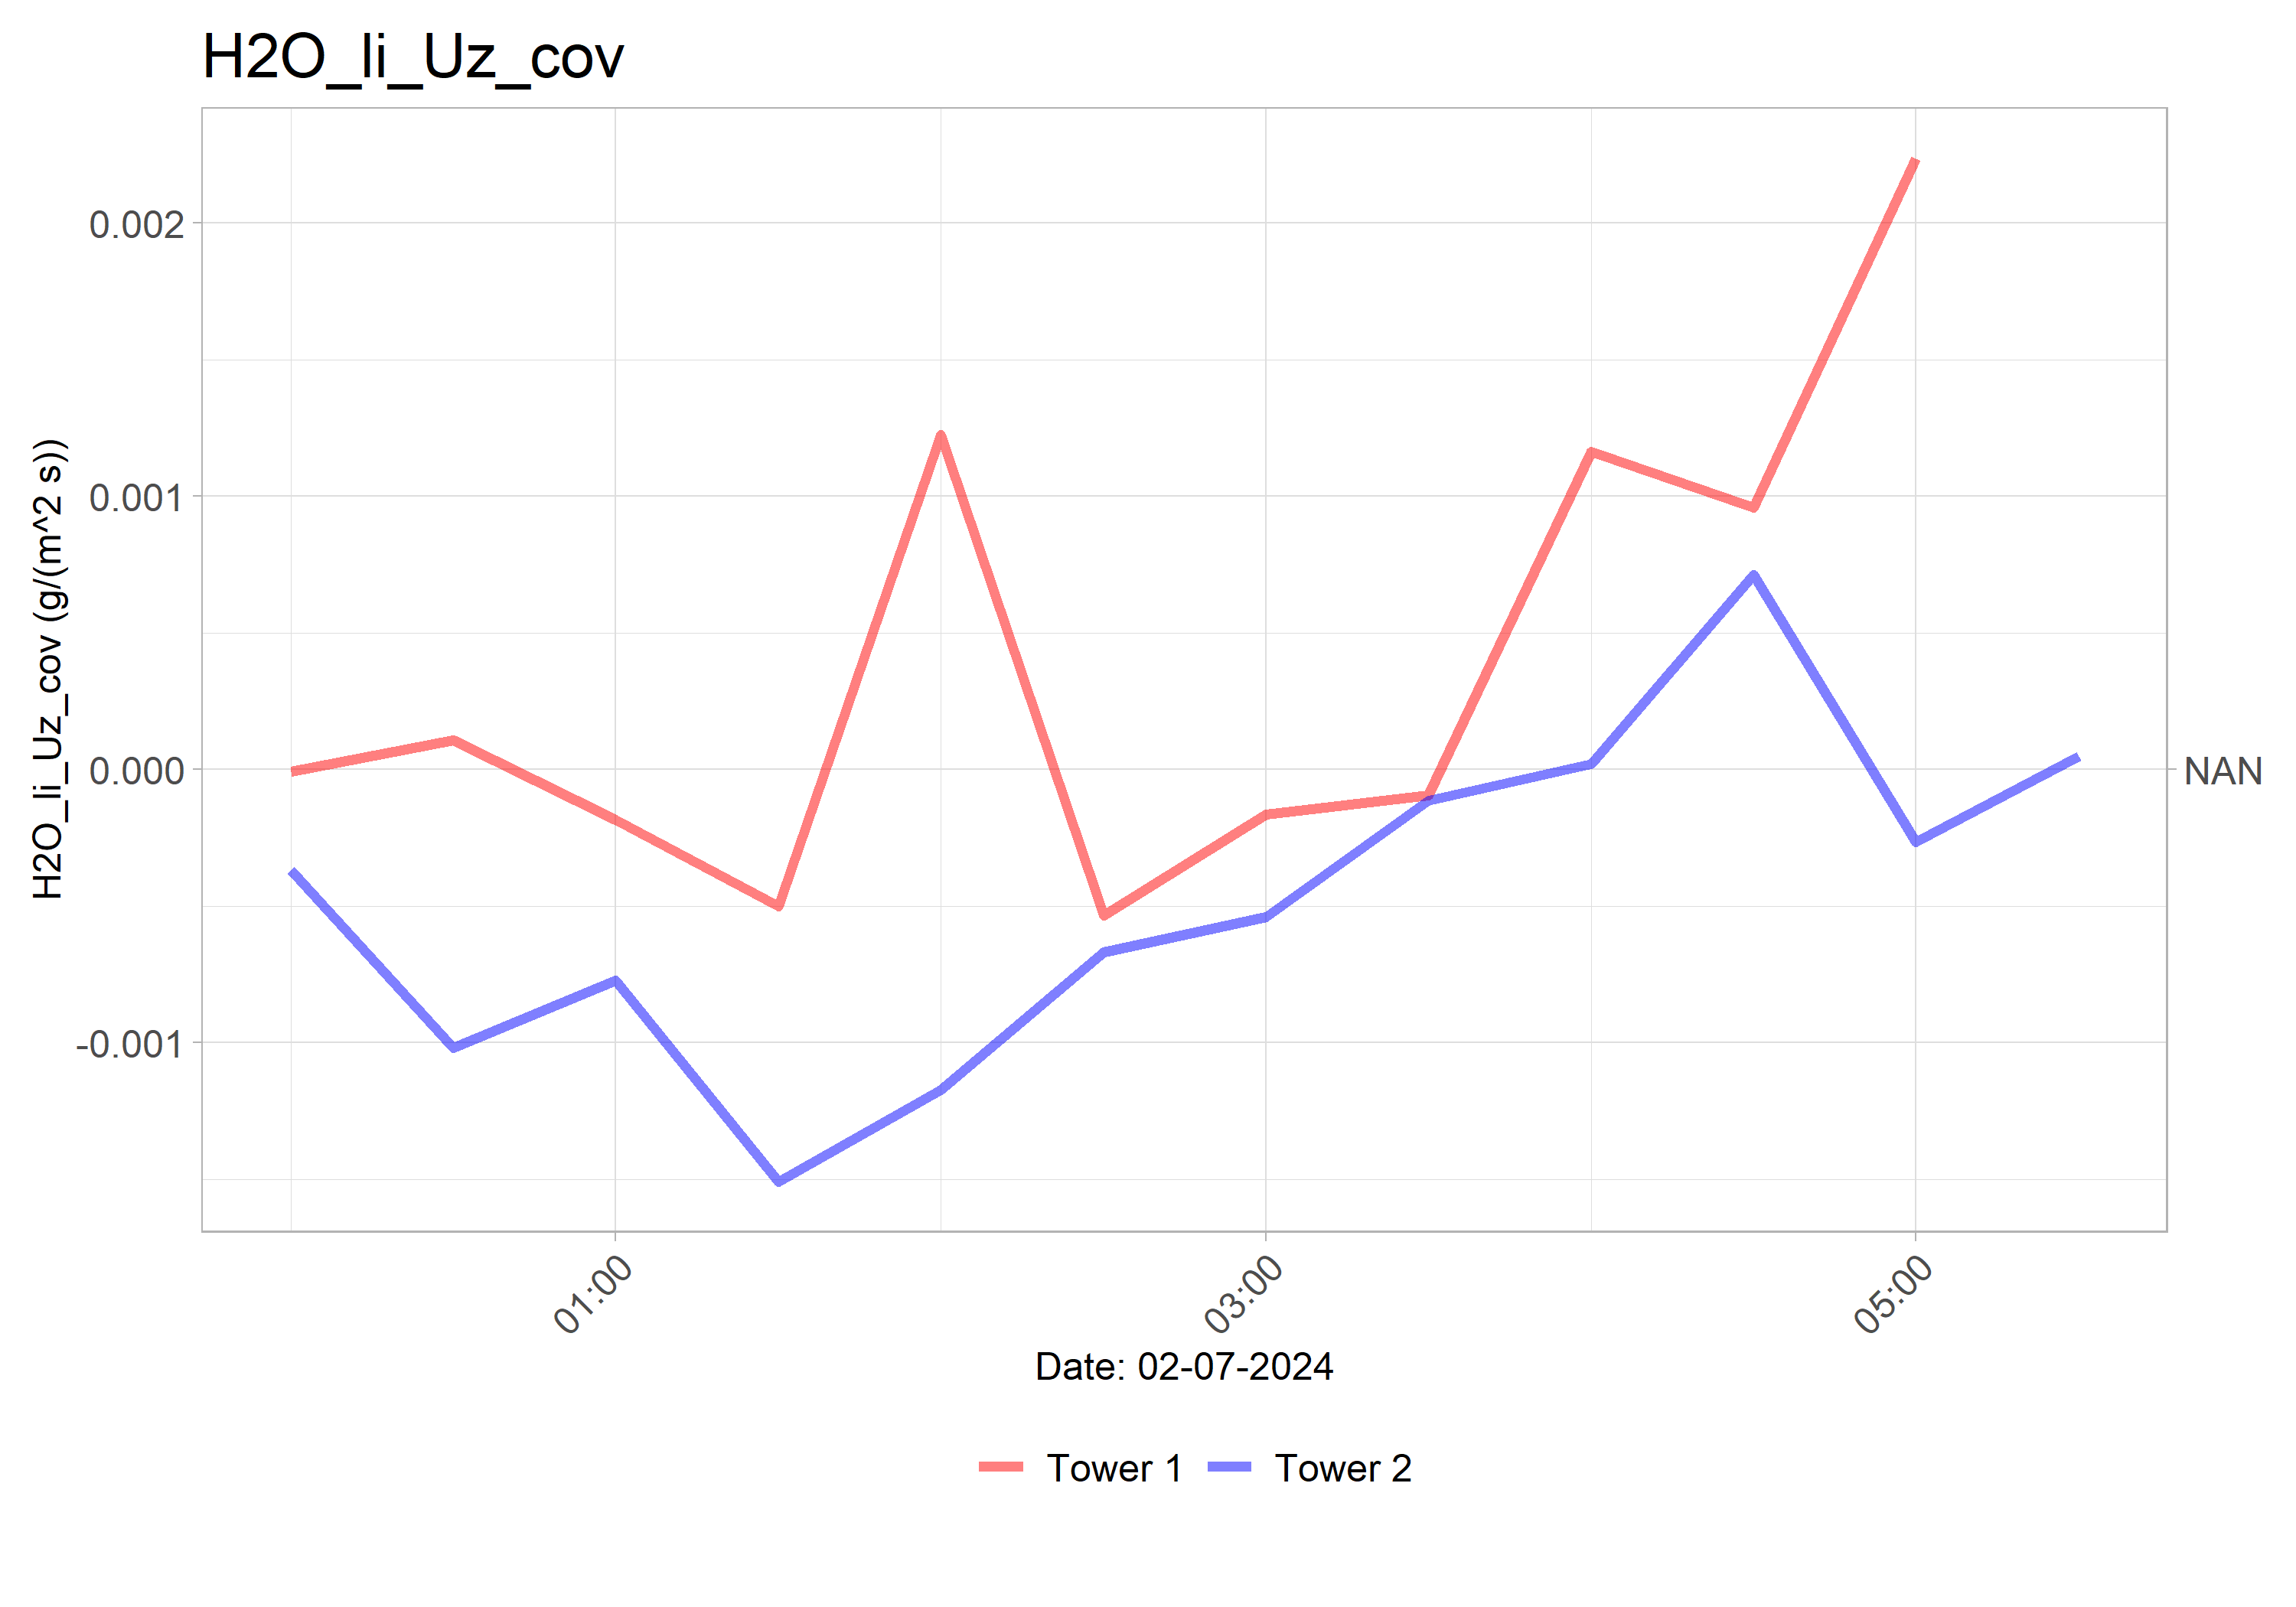 H2O_li_Uz_cov
H2O_li_Uz_cov (g/(m^2 s))
0.002
0.001
0.000
-0.001
NAN
01:00
03:00
05:00
Date: 02-07-2024
Tower 1 Tower 2